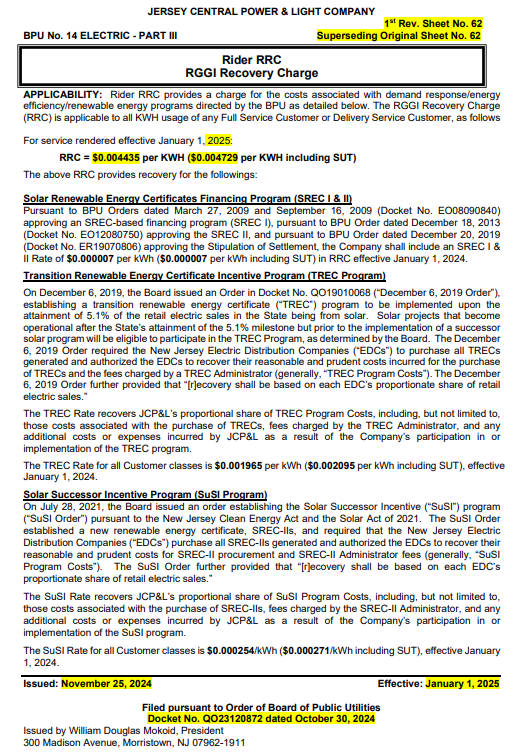 JERSEY CENTRAL POWER & LIGHT COMPANY
1st Rev. Sheet No. 62
BPU No. 14 ELECTRIC - PART III Superseding Original Sheet No. 62
Rider RRC
RGGI Recovery Charge
APPLICABILITY: Rider RRC provides a charge for the costs associated with demand response/energy
efficiency/renewable energy programs directed by the BPU as detailed below. The RGGI Recovery Charge
(RRC) is applicable to all KWH usage of any Full Service Customer or Delivery Service Customer, as follows
For service rendered effective January 1, 2025:
RRC = $0.004435 per KWH ($0.004729 per KWH including SUT)
The above RRC provides recovery for the followings:
Solar Renewable Energy Certificates Financing Program (SREC I & II)
Pursuant to BPU Orders dated March 27, 2009 and September 16, 2009 (Docket No. EO08090840)
approving an SREC-based financing program (SREC I), pursuant to BPU Order dated December 18, 2013
(Docket No. EO12080750) approving the SREC II, and pursuant to BPU Order dated December 20, 2019
(Docket No. ER19070806) approving the Stipulation of Settlement, the Company shall include an SREC I &
II Rate of $0.000007 per kWh ($0.000007 per kWh including SUT) in RRC effective January 1, 2024.
Transition Renewable Energy Certificate Incentive Program (TREC Program)
On December 6, 2019, the Board issued an Order in Docket No. QO19010068 ("December 6, 2019 Order"),
establishing a transition renewable energy certificate ("TREC") program to be implemented upon the
attainment of 5.1% of the retail electric sales in the State being from solar. Solar projects that become
operational after the State's attainment of the 5.1% milestone but prior to the implementation of a successor
solar program will be eligible to participate in the TREC Program, as determined by the Board. The December
6, 2019 Order required the New Jersey Electric Distribution Companies ("EDCs") to purchase all TRECs
generated and authorized the EDCs to recover their reasonable and prudent costs incurred for the purchase
of TRECs and the fees charged by a TREC Administrator (generally, "TREC Program Costs"). The December
6, 2019 Order further provided that "[r]ecovery shall be based on each EDC's proportionate share of retail
electric sales."
The TREC Rate recovers JCP&L's proportional share of TREC Program Costs, including, but not limited to,
those costs associated with the purchase of TRECs, fees charged by the TREC Administrator, and any
additional costs or expenses incurred by JCP&L as a result of the Company's participation in or
implementation of the TREC program.
The TREC Rate for all Customer classes is $0.001965 per kWh ($0.002095 per kWh including SUT), effective
January 1, 2024.
Solar Successor Incentive Program (SuSI Program)
On July 28, 2021, the Board issued an order establishing the Solar Successor Incentive ("SuSI") program
("SuSI Order") pursuant to the New Jersey Clean Energy Act and the Solar Act of 2021. The SuSI Order
established a new renewable energy certificate, SREC-IIs, and required that the New Jersey Electric
Distribution Companies ("EDCs") purchase all SREC-IIs generated and authorized the EDCs to recover their
reasonable and prudent costs for SREC-II procurement and SREC-II Administrator fees (generally, "SuSI
Program Costs"). The SuSI Order further provided that "[r]ecovery shall be based on each EDC's
proportionate share of retail electric sales."
The SuSI Rate recovers JCP&L's proportional share of SuSI Program Costs, including, but not limited to,
those costs associated with the purchase of SREC-IIs, fees charged by the SREC-II Administrator, and any
additional costs or expenses incurred by JCP&L as a result of the Company's participation in or
implementation of the SuSI program.
The SuSI Rate for all Customer classes is $0.000254/kWh ($0.000271/kWh including SUT), effective January
1, 2024.
Issued: November 25, 2024 Effective: January 1, 2025
Filed pursuant to Order of Board of Public Utilities
Docket No. QO23120872 dated October 30, 2024
Issued by William Douglas Mokoid, President
300 Madison Avenue, Morristown, NJ 07962-1911